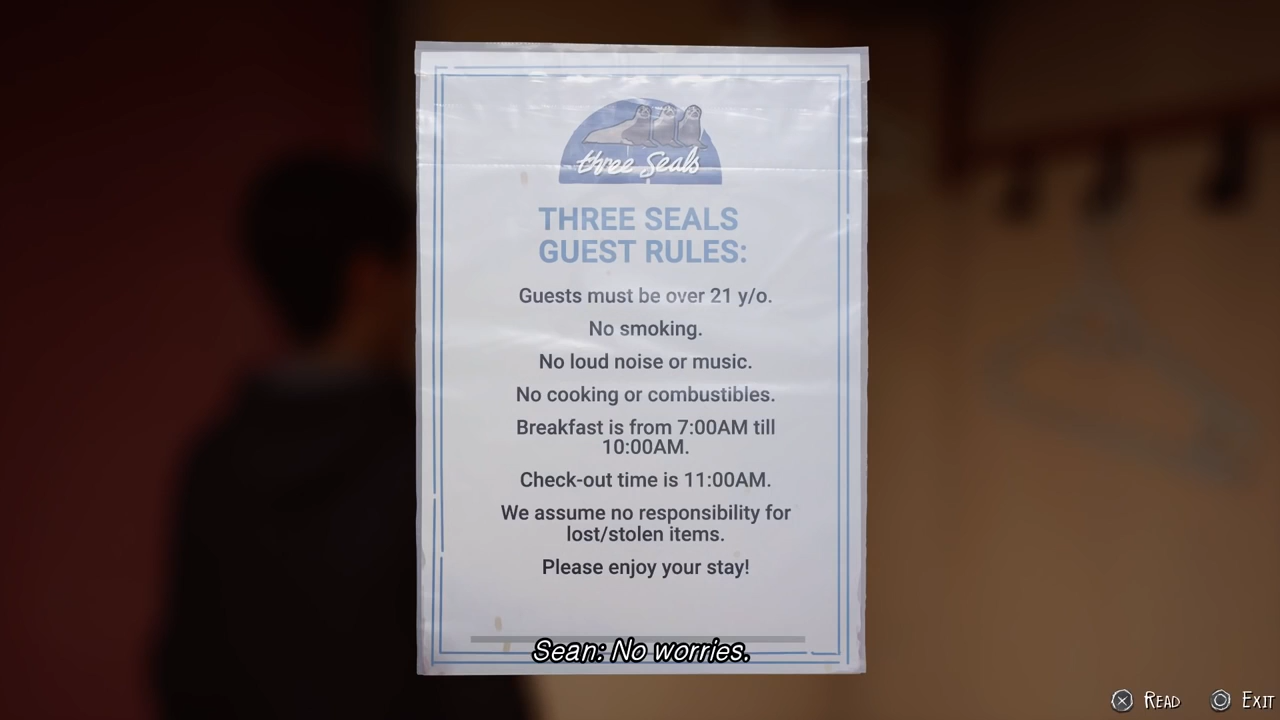 three Seals
THREE SEALS
GUEST RULES:
Guests must be over 21 y/o.
No smoking.
No loud noise or music.
No cooking or combustibles.
Breakfast is from 7:00AM till
10:00AM.
Check-out time is 11:00AM.
We assume no responsibility for
lost/stolen items.
Please enjoy your stay!
Sean: No worries.
READ
EXIT